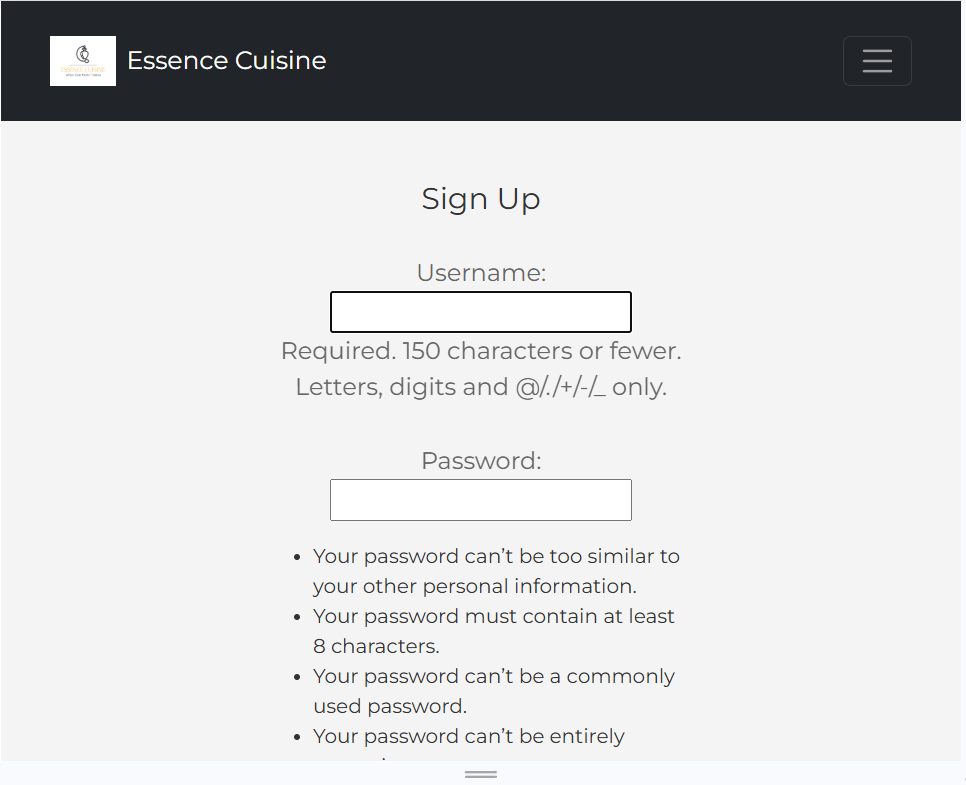 Essence Cuisine
Sign Up
Username:
Required. 150 characters or fewer.
Letters, digits and @/./+/-/_ only.
Password:
• Your password can’t be too similar to
your other personal information.
• Your password must contain at least
8 characters.
• Your password can’t be a commonly
used password.
• Your password can’t be entirely